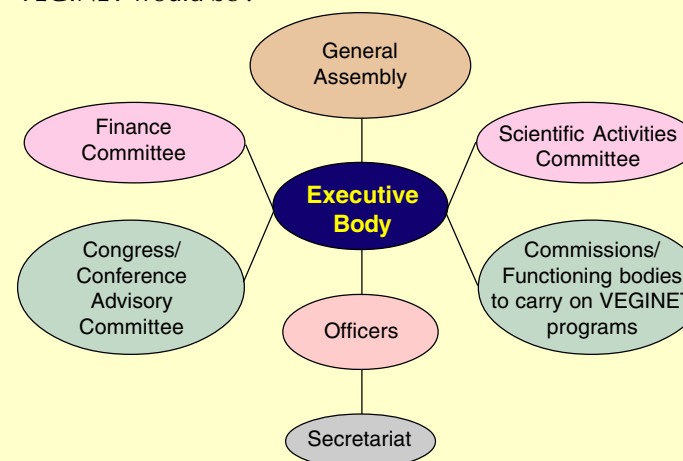 General
Assembly
Finance
Committee
Scientific Activities
Committee
Executive
Body
Congress/
Conference
Advisory
Committee
Commissions/
Functioning bodies
to carry on VEGINET
programs
Officers
Secretariat